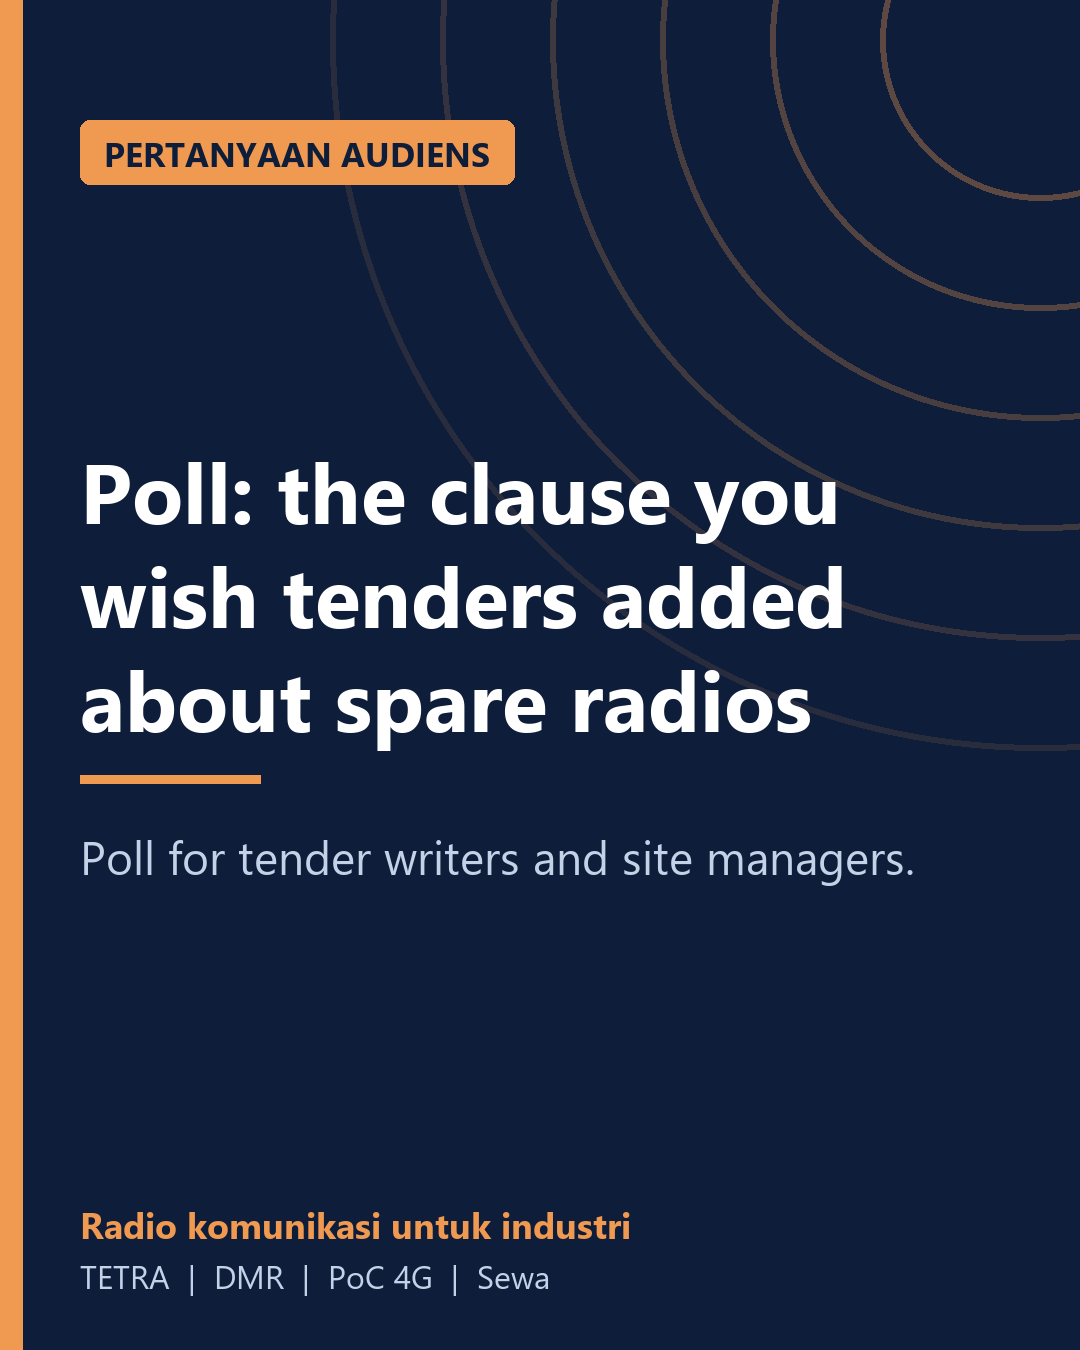 PERTANYAAN AUDIENS
Poll: the clause you
wish tenders added
about spare radios
Poll for tender writers and site managers.
Radio komunikasi untuk industri
TETRA | DMR | PoC 4G | Sewa